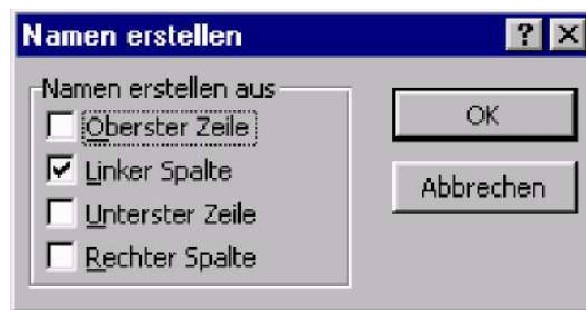 Namen erstellen ? X
Namen erstellen aus
Oberster Zeile
OK
Linker Spalte
Abbrechen
Unterster Zeile
Rechter Spalte